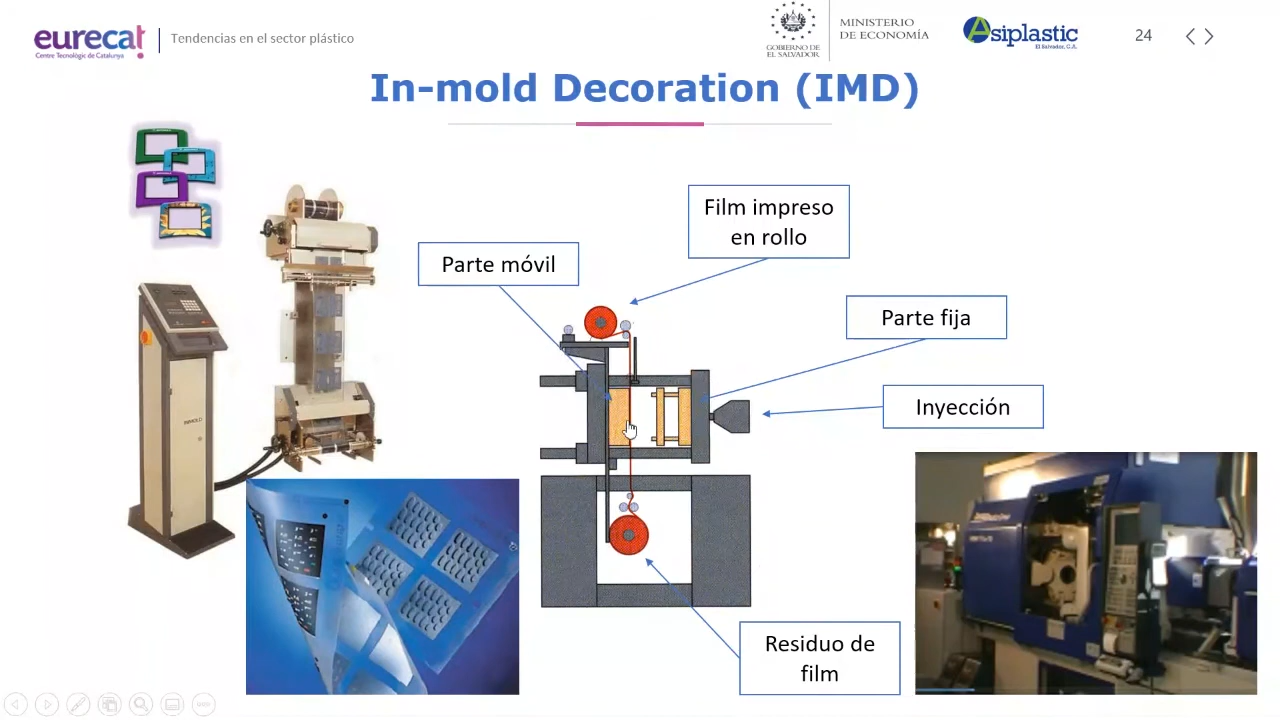 eurecat
Centre Tecnològic de Catalunya
Tendencias en el sector plástico
GOBIERNO DE
EL SALVADOR
MINISTERIO
DE ECONOMÍA
Asiplastic
El Salvador, C.A.
24
In-mold Decoration (IMD)
Film impreso
en rollo
Parte móvil
Parte fija
Inyección
Residuo de
film